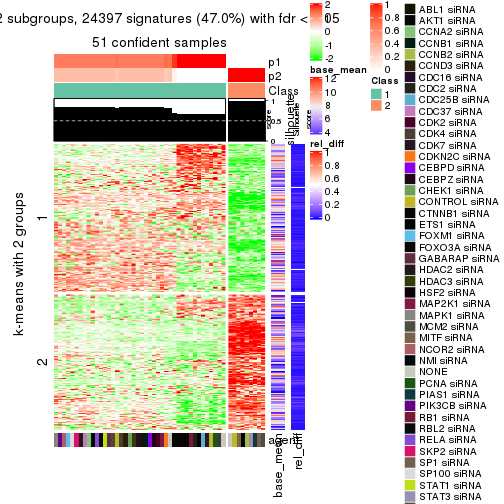 2 subgroups, 24397 signatures (47.0%) with fdr < 0.05
51 confident samples
p1
p2
Class
silhouette
score
1
0.5
0
k-means with 2 groups
1
2
agent
base_mean
rel_diff
2
1
0
-1
-2
base_mean
12
10
8
6
4
rel_diff
1
0.8
0.6
0.4
0.2
0
1
0.8
0.6
0.4
0.2
0
Class
1
2
ABL1 siRNA
AKT1 siRNA
CCNA2 siRNA
CCNB1 siRNA
CCNB2 siRNA
CCND3 siRNA
CDC16 siRNA
CDC2 siRNA
CDC25B siRNA
CDC37 siRNA
CDK2 siRNA
CDK4 siRNA
CDK7 siRNA
CDKN2C siRNA
CEBPD siRNA
CEBPZ siRNA
CHEK1 siRNA
CONTROL siRNA
CTNNB1 siRNA
ETS1 siRNA
FOXM1 siRNA
FOXO3A siRNA
GABARAP siRNA
HDAC2 siRNA
HDAC3 siRNA
HSF2 siRNA
MAP2K1 siRNA
MAPK1 siRNA
MCM2 siRNA
MITF siRNA
NCOR2 siRNA
NMI siRNA
NONE
PCNA siRNA
PIAS1 siRNA
PIK3CB siRNA
RB1 siRNA
RBL2 siRNA
RELA siRNA
SKP2 siRNA
SP1 siRNA
SP100 siRNA
STAT1 siRNA
STAT3 siRNA